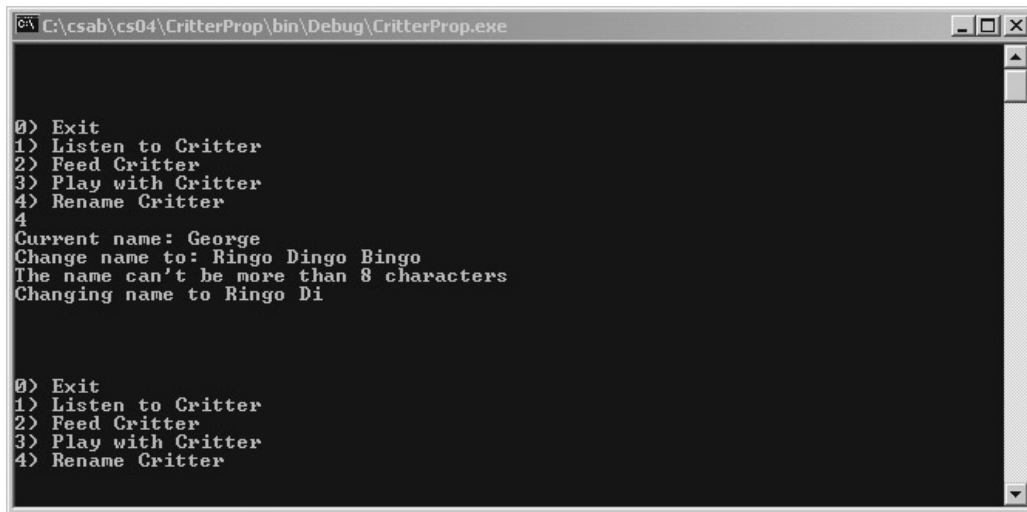 C:\csab\cs04\CritterProp\bin\Debug\CritterProp.exe
0> Exit
1> Listen to Critter
2> Feed Critter
3> Play with Critter
4> Rename Critter
4
Current name: George
Change name to: Ringo Dingo Bingo
The name can't be more than 8 characters
Changing name to Ringo Di
0> Exit
1> Listen to Critter
2> Feed Critter
3> Play with Critter
4> Rename Critter